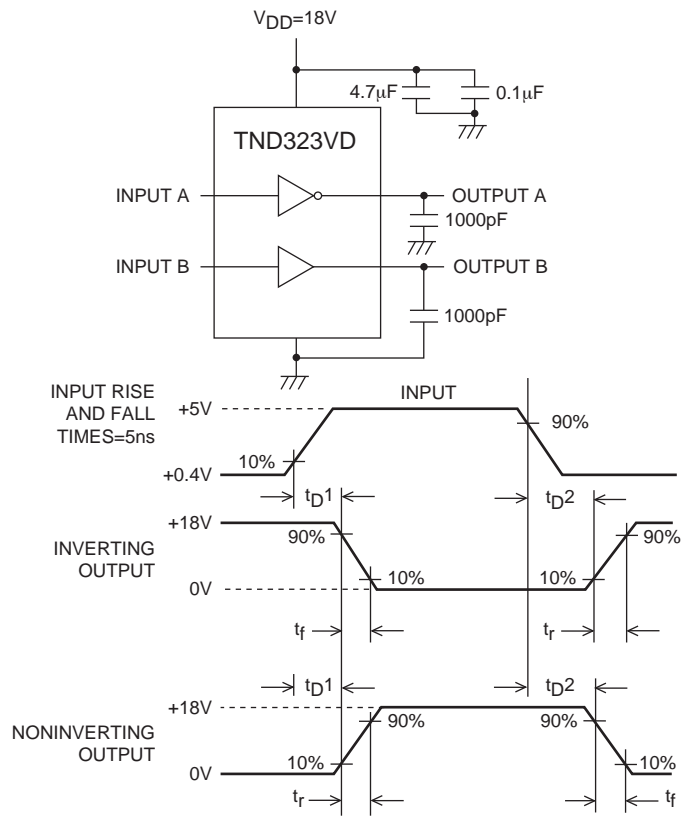 VDD=18V
4.7μF
0.1μF
TND323VD
INPUT A
OUTPUT A
1000pF
INPUT B
OUTPUT B
1000pF
INPUT RISE
AND FALL
TIMES=5ns
+5V
INPUT
90%
10%
+0.4V
tD1
tD2
+18V
90%
90%
INVERTING
OUTPUT
10%
10%
0V
tf
tr
tD1
tD2
+18V
90%
90%
NONINVERTING
OUTPUT
10%
10%
0V
tr
tf